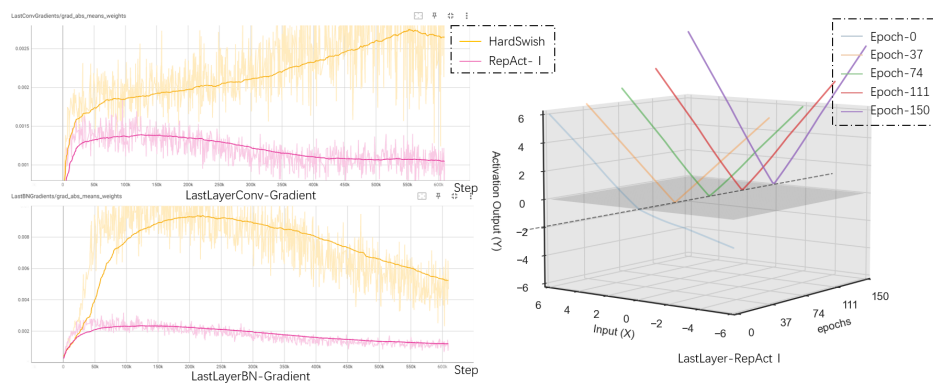 LastConvGradients/grad_abs_means_weights
0.0025
0.0015
0.001
0 50k 100k 150k 200k 250k 300k 350k 400k 450k 500k 550k 600k
Step
LastLayerConv-Gradient
HardSwish
RepAct- Ⅰ
LastBNGradients/grad_abs_means_weights
0.008
0.004
0.002
0 50k 100k 150k 200k 250k 300k 350k 400k 450k 500k 550k 600k
Step
LastLayerBN-Gradient
Epoch-0
Epoch-37
Epoch-74
Epoch-111
Epoch-150
Activation Output (Y)
6
4
2
0
−2
−4
−6
6 4 2 0 −2 −4 −6
Input (X)
0 37 74 111 150
epochs
LastLayer-RepAct Ⅰ